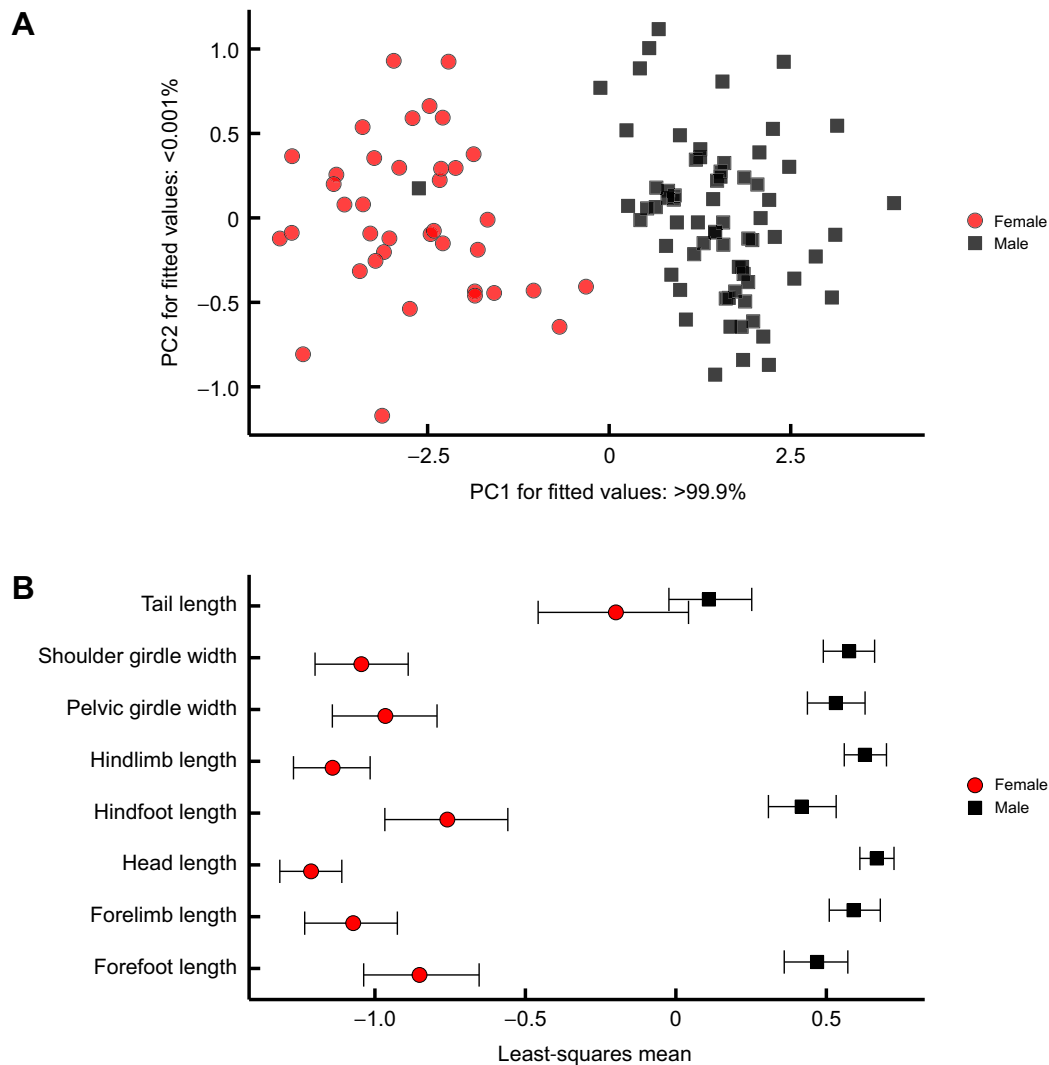 A
PC2 for fitted values: <0.001%
1.0
0.5
0
−0.5
−1.0
−2.5
0
2.5
PC1 for fitted values: >99.9%
Female
Male
B
Tail length
Shoulder girdle width
Pelvic girdle width
Hindlimb length
Hindfoot length
Head length
Forelimb length
Forefoot length
−1.0
−0.5
0
0.5
Least-squares mean
Female
Male